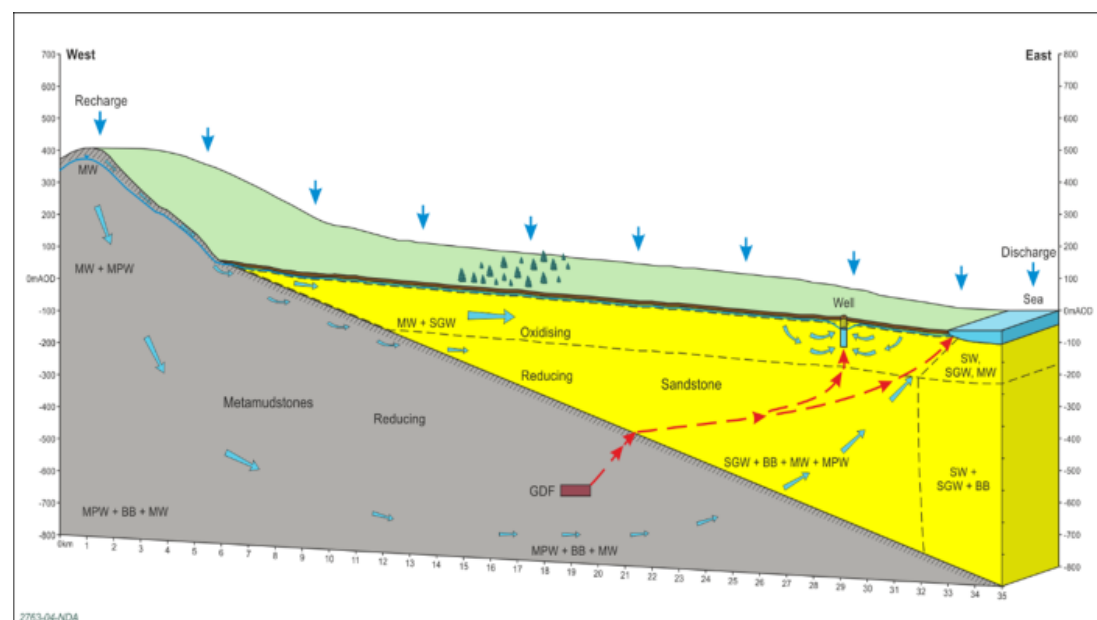 West
East
700
600
500
400
300
200
100
0mAOD
-100
-200
-300
-400
-500
-600
-700
-800
800
700
600
500
400
300
200
100
0mAOD
-100
-200
-300
-400
-500
-600
-700
-800
Recharge
MW
MW + MPW
Discharge
Sea
Well
MW + SGW
Oxidising
Reducing
Sandstone
SW,
SGW, MW
Metamudstones
Reducing
SGW + BB + MW + MPW
SW +
SGW + BB
GDF
MPW + BB + MW
MPW + BB + MW
0km 1 2 3 4 5 6 7 8 9 10 11 12 13 14 15 16 17 18 19 20 21 22 23 24 25 26 27 28 29 30 31 32 33 34 35
2763-04-NDA